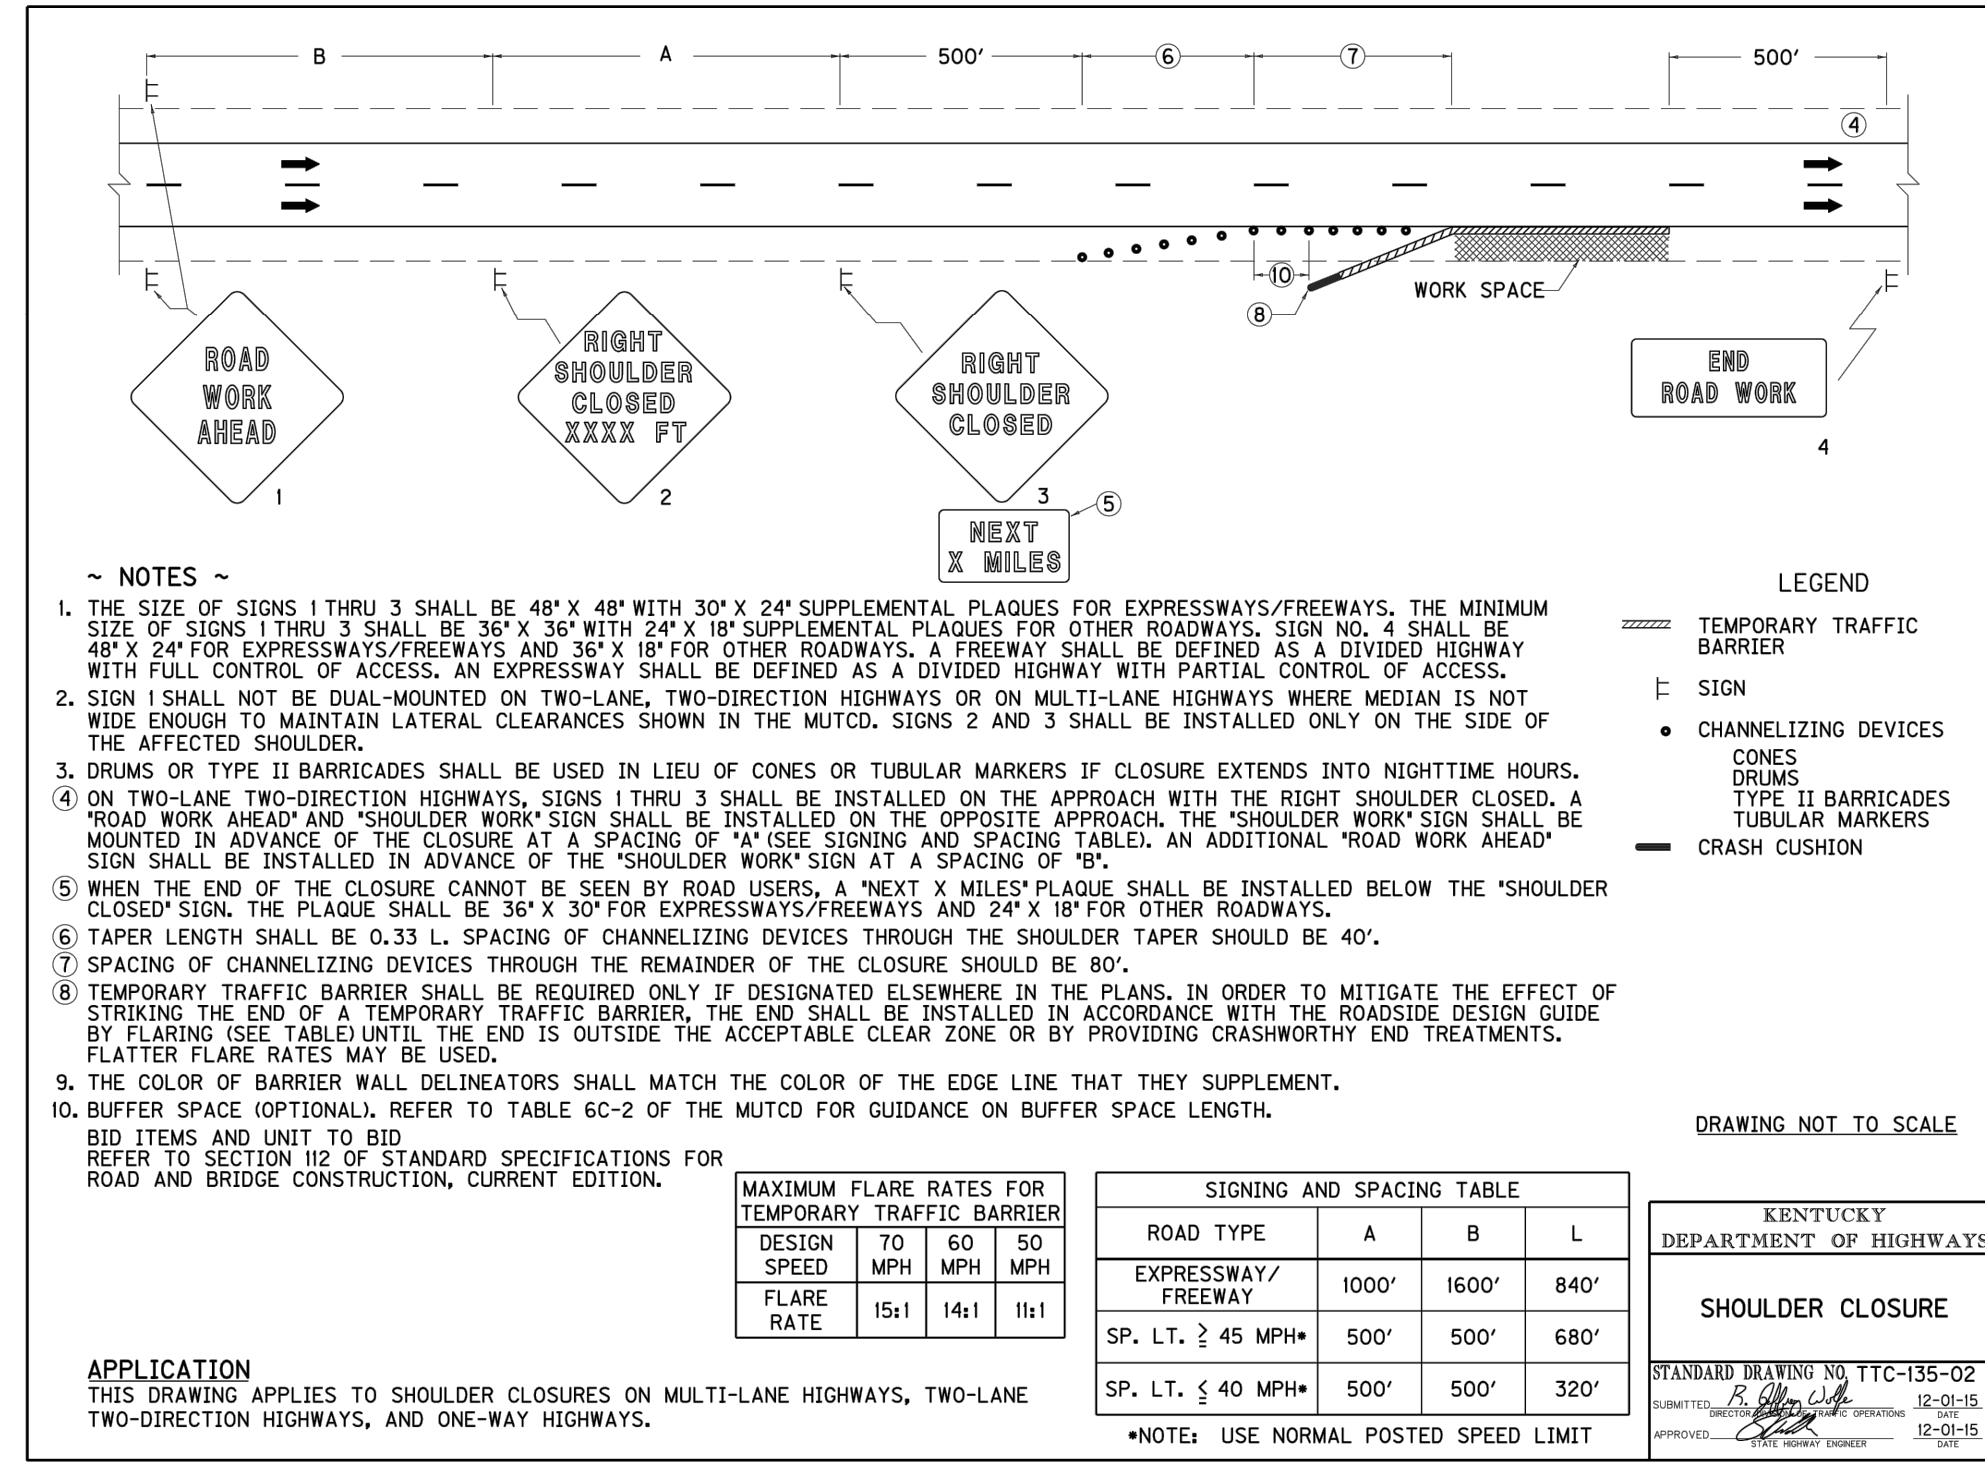 B
A
500'
6
7
500'
4
10
8
WORK SPACE
ROAD
WORK
AHEAD
1
RIGHT
SHOULDER
CLOSED
XXXX FT
2
RIGHT
SHOULDER
CLOSED
3
NEXT
X MILES
5
END
ROAD WORK
4
~ NOTES ~
1. THE SIZE OF SIGNS 1 THRU 3 SHALL BE 48" X 48" WITH 30" X 24" SUPPLEMENTAL PLAQUES FOR EXPRESSWAYS/FREEWAYS. THE MINIMUM
SIZE OF SIGNS 1 THRU 3 SHALL BE 36" X 36" WITH 24" X 18" SUPPLEMENTAL PLAQUES FOR OTHER ROADWAYS. SIGN NO. 4 SHALL BE
48" X 24" FOR EXPRESSWAYS/FREEWAYS AND 36" X 18" FOR OTHER ROADWAYS. A FREEWAY SHALL BE DEFINED AS A DIVIDED HIGHWAY
WITH FULL CONTROL OF ACCESS. AN EXPRESSWAY SHALL BE DEFINED AS A DIVIDED HIGHWAY WITH PARTIAL CONTROL OF ACCESS.
2. SIGN 1 SHALL NOT BE DUAL-MOUNTED ON TWO-LANE, TWO-DIRECTION HIGHWAYS OR ON MULTI-LANE HIGHWAYS WHERE MEDIAN IS NOT
WIDE ENOUGH TO MAINTAIN LATERAL CLEARANCES SHOWN IN THE MUTCD. SIGNS 2 AND 3 SHALL BE INSTALLED ONLY ON THE SIDE OF
THE AFFECTED SHOULDER.
3. DRUMS OR TYPE II BARRICADES SHALL BE USED IN LIEU OF CONES OR TUBULAR MARKERS IF CLOSURE EXTENDS INTO NIGHTTIME HOURS.
4 ON TWO-LANE TWO-DIRECTION HIGHWAYS, SIGNS 1 THRU 3 SHALL BE INSTALLED ON THE APPROACH WITH THE RIGHT SHOULDER CLOSED. A
"ROAD WORK AHEAD" AND "SHOULDER WORK" SIGN SHALL BE INSTALLED ON THE OPPOSITE APPROACH. THE "SHOULDER WORK" SIGN SHALL BE
MOUNTED IN ADVANCE OF THE CLOSURE AT A SPACING OF "A" (SEE SIGNING AND SPACING TABLE). AN ADDITIONAL "ROAD WORK AHEAD"
SIGN SHALL BE INSTALLED IN ADVANCE OF THE "SHOULDER WORK" SIGN AT A SPACING OF "B".
5 WHEN THE END OF THE CLOSURE CANNOT BE SEEN BY ROAD USERS, A "NEXT X MILES" PLAQUE SHALL BE INSTALLED BELOW THE "SHOULDER
CLOSED" SIGN. THE PLAQUE SHALL BE 36" X 30" FOR EXPRESSWAYS/FREEWAYS AND 24" X 18" FOR OTHER ROADWAYS.
6 TAPER LENGTH SHALL BE 0.33 L. SPACING OF CHANNELIZING DEVICES THROUGH THE SHOULDER TAPER SHOULD BE 40'.
7 SPACING OF CHANNELIZING DEVICES THROUGH THE REMAINDER OF THE CLOSURE SHOULD BE 80'.
8 TEMPORARY TRAFFIC BARRIER SHALL BE REQUIRED ONLY IF DESIGNATED ELSEWHERE IN THE PLANS. IN ORDER TO MITIGATE THE EFFECT OF
STRIKING THE END OF A TEMPORARY TRAFFIC BARRIER, THE END SHALL BE INSTALLED IN ACCORDANCE WITH THE ROADSIDE DESIGN GUIDE
BY FLARING (SEE TABLE) UNTIL THE END IS OUTSIDE THE ACCEPTABLE CLEAR ZONE OR BY PROVIDING CRASHWORTHY END TREATMENTS.
FLATTER FLARE RATES MAY BE USED.
9. THE COLOR OF BARRIER WALL DELINEATORS SHALL MATCH THE COLOR OF THE EDGE LINE THAT THEY SUPPLEMENT.
10. BUFFER SPACE (OPTIONAL). REFER TO TABLE 6C-2 OF THE MUTCD FOR GUIDANCE ON BUFFER SPACE LENGTH.
BID ITEMS AND UNIT TO BID
REFER TO SECTION 112 OF STANDARD SPECIFICATIONS FOR
ROAD AND BRIDGE CONSTRUCTION, CURRENT EDITION.
LEGEND
TEMPORARY TRAFFIC
BARRIER
SIGN
CHANNELIZING DEVICES
CONES
DRUMS
TYPE II BARRICADES
TUBULAR MARKERS
CRASH CUSHION
DRAWING NOT TO SCALE
MAXIMUM FLARE RATES FOR
TEMPORARY TRAFFIC BARRIER
DESIGN SPEED 70 MPH 60 MPH 50 MPH
FLARE RATE 15:1 14:1 11:1
SIGNING AND SPACING TABLE
ROAD TYPE A B L
EXPRESSWAY/ FREEWAY 1000' 1600' 840'
SP. LT. ≧ 45 MPH* 500' 500' 680'
SP. LT. ≦ 40 MPH* 500' 500' 320'
*NOTE: USE NORMAL POSTED SPEED LIMIT
APPLICATION
THIS DRAWING APPLIES TO SHOULDER CLOSURES ON MULTI-LANE HIGHWAYS, TWO-LANE
TWO-DIRECTION HIGHWAYS, AND ONE-WAY HIGHWAYS.
KENTUCKY
DEPARTMENT OF HIGHWAYS
SHOULDER CLOSURE
STANDARD DRAWING NO. TTC-135-02
SUBMITTED R. Jeffrey Wolfe 12-01-15
DIRECTOR DIVISION OF TRAFFIC OPERATIONS DATE
APPROVED 12-01-15
STATE HIGHWAY ENGINEER DATE